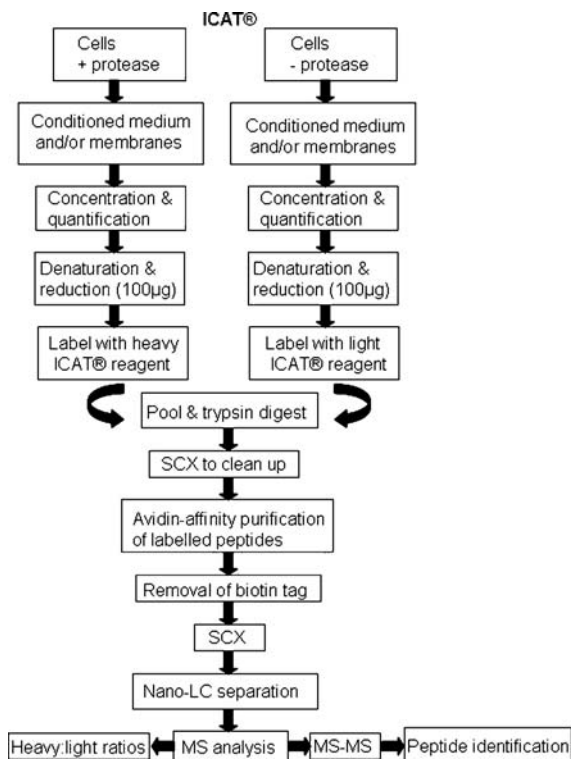 ICAT®
Cells
+ protease
Cells
- protease
Conditioned medium
and/or membranes
Conditioned medium
and/or membranes
Concentration &
quantification
Concentration &
quantification
Denaturation &
reduction (100µg)
Denaturation &
reduction (100µg)
Label with heavy
ICAT® reagent
Label with light
ICAT® reagent
Pool & trypsin digest
SCX to clean up
Avidin-affinity purification
of labelled peptides
Removal of biotin tag
SCX
Nano-LC separation
Heavy:light ratios
MS analysis
MS-MS
Peptide identification